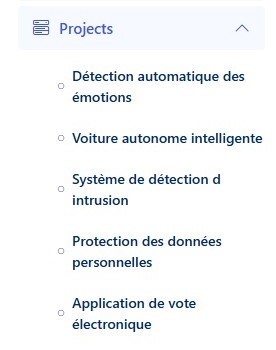 Projects
Détection automatique des
émotions
Voiture autonome intelligente
Système de détection d
intrusion
Protection des données
personnelles
Application de vote
électronique